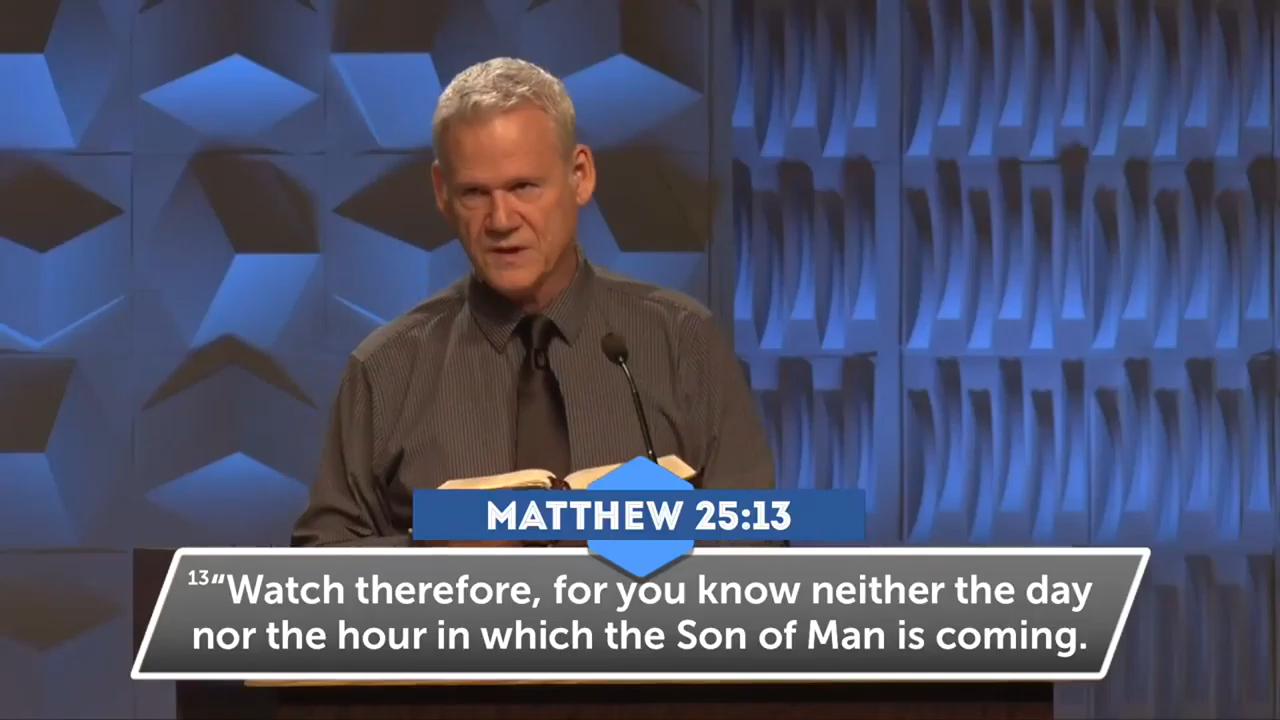 MATTHEW 25:13
13“Watch therefore, for you know neither the day
nor the hour in which the Son of Man is coming.